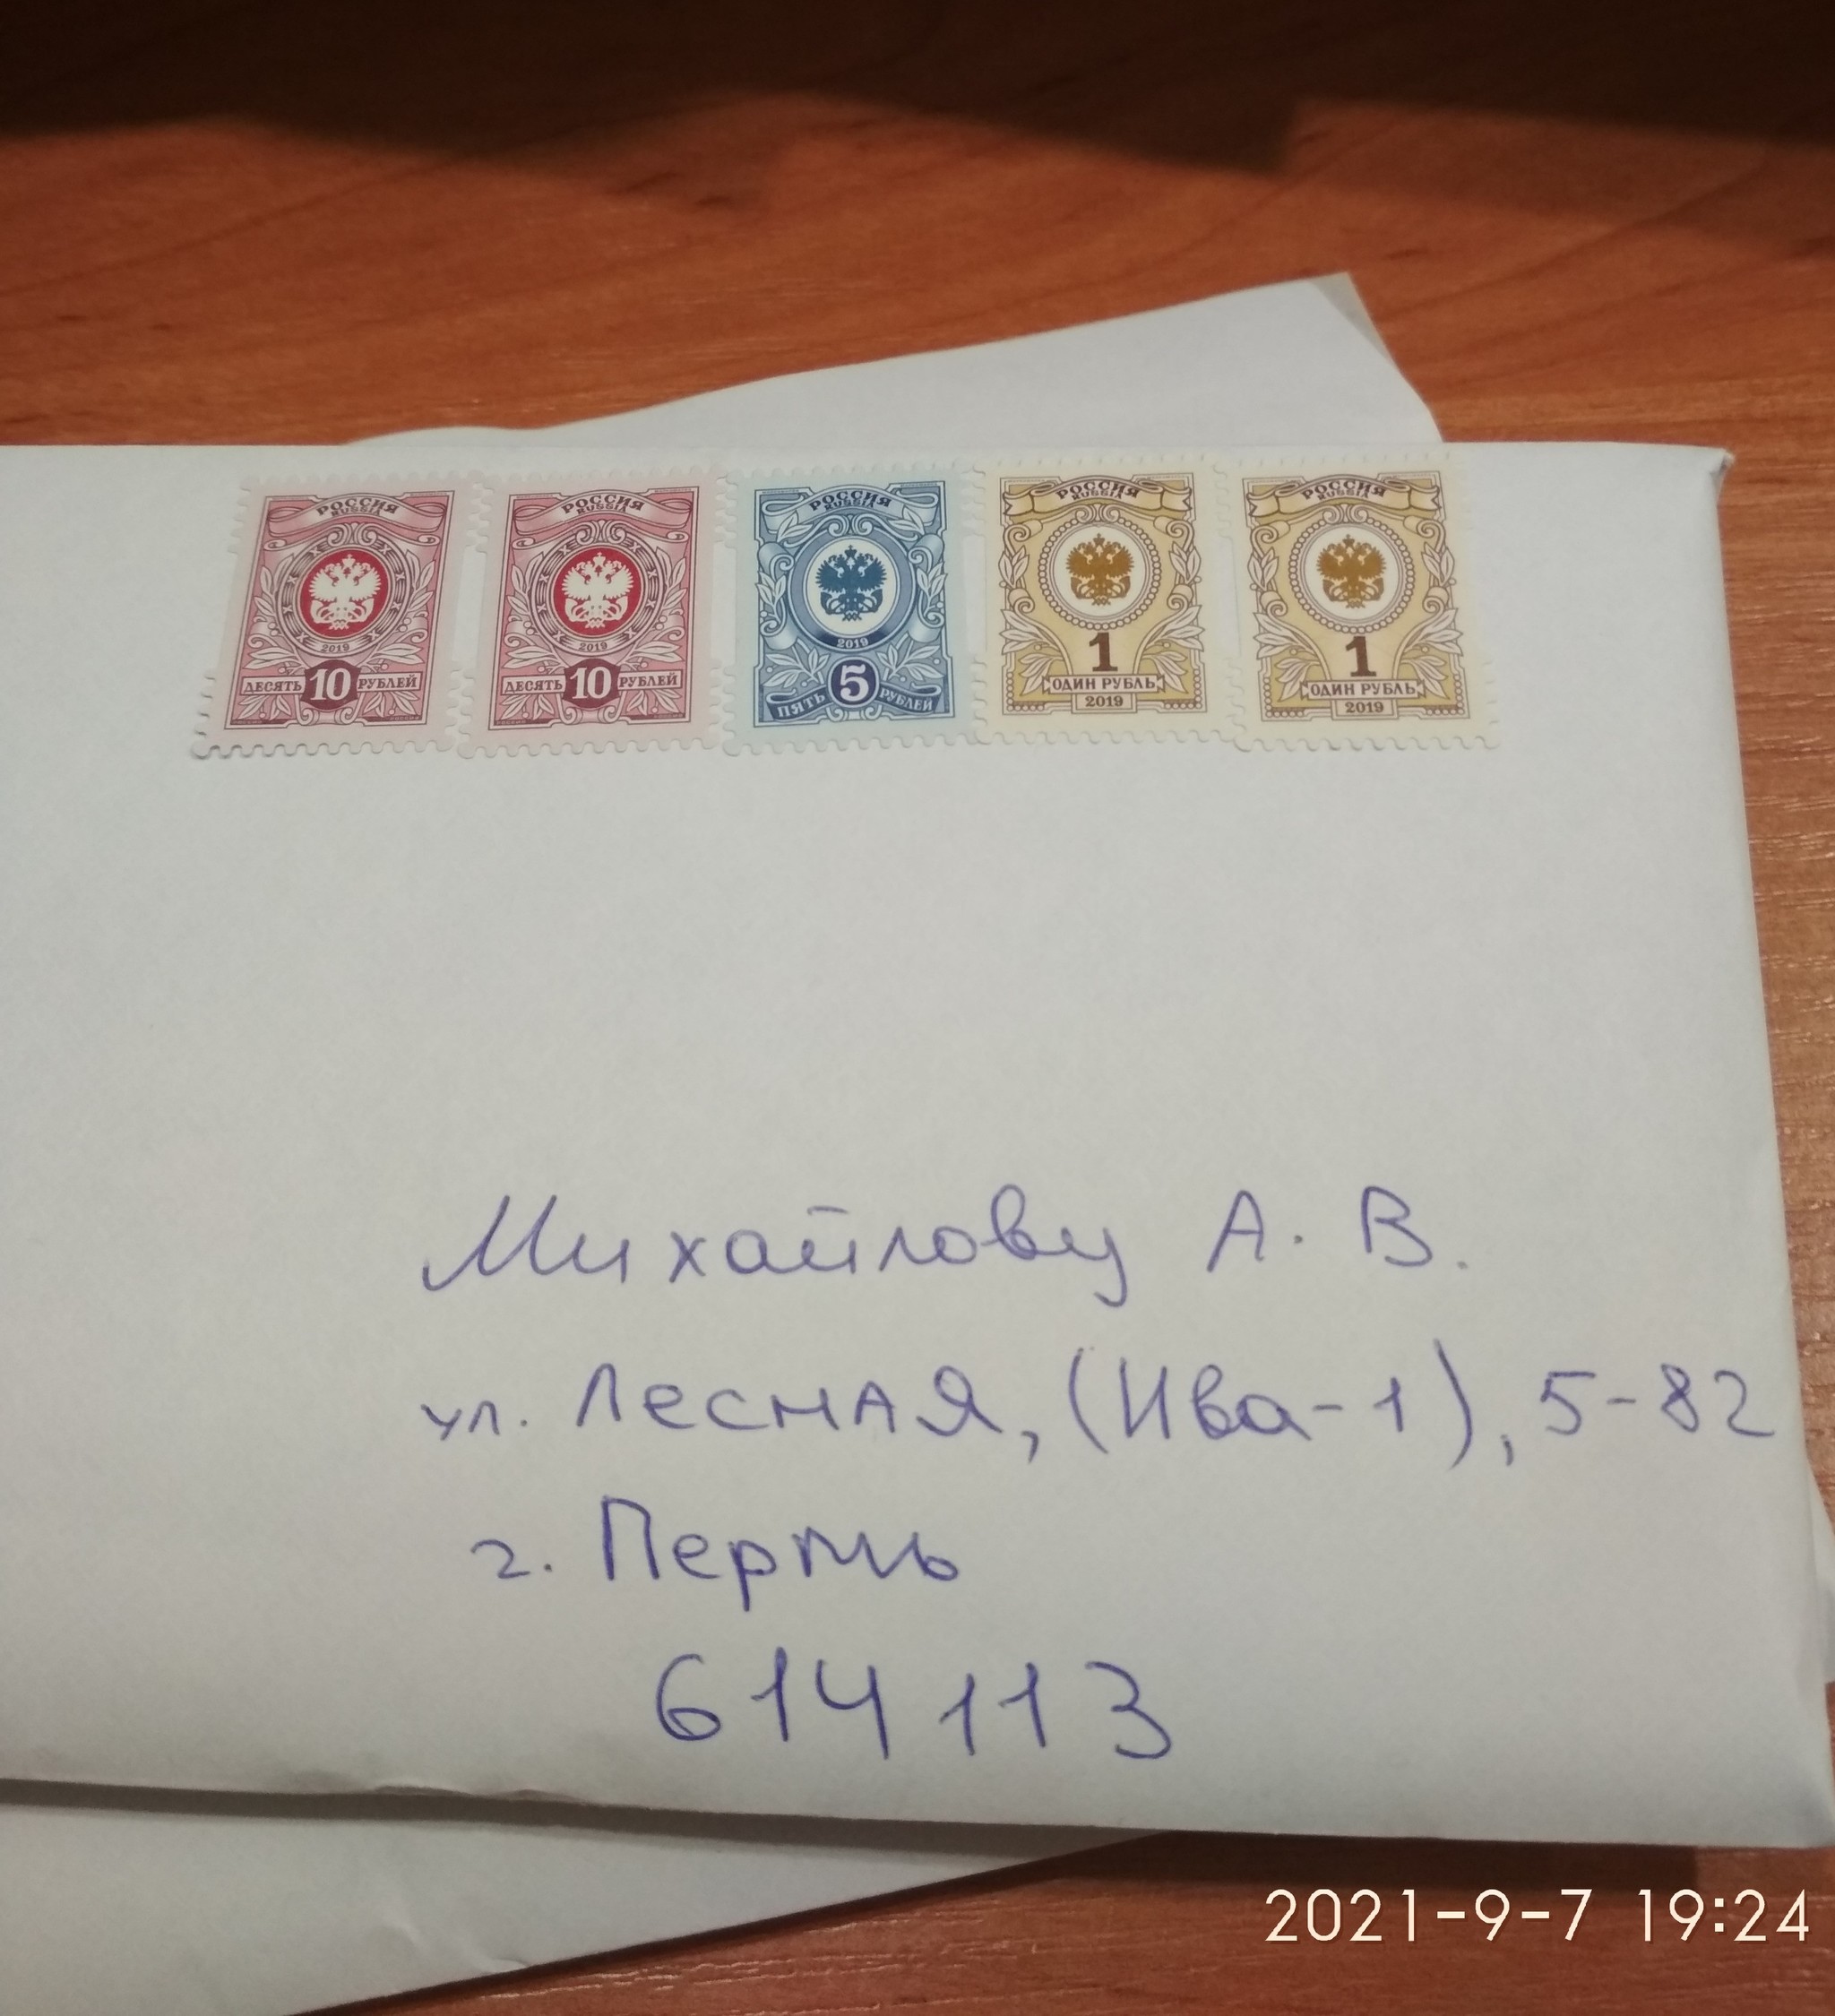 РОССИЯ
RUSSIA
2019
ДЕСЯТЬ 10 РУБЛЕЙ
РОССИЯ
RUSSIA
2019
ДЕСЯТЬ 10 РУБЛЕЙ
РОССИЯ
RUSSIA
2019
ПЯТЬ 5 РУБЛЕЙ
РОССИЯ
RUSSIA
1
ОДИН РУБЛЬ
2019
РОССИЯ
RUSSIA
1
ОДИН РУБЛЬ
2019
Михайлову А. В.
ул. Лесная, (Ива-1), 5-82
г. Пермь
614113
2021-9-7 19:24